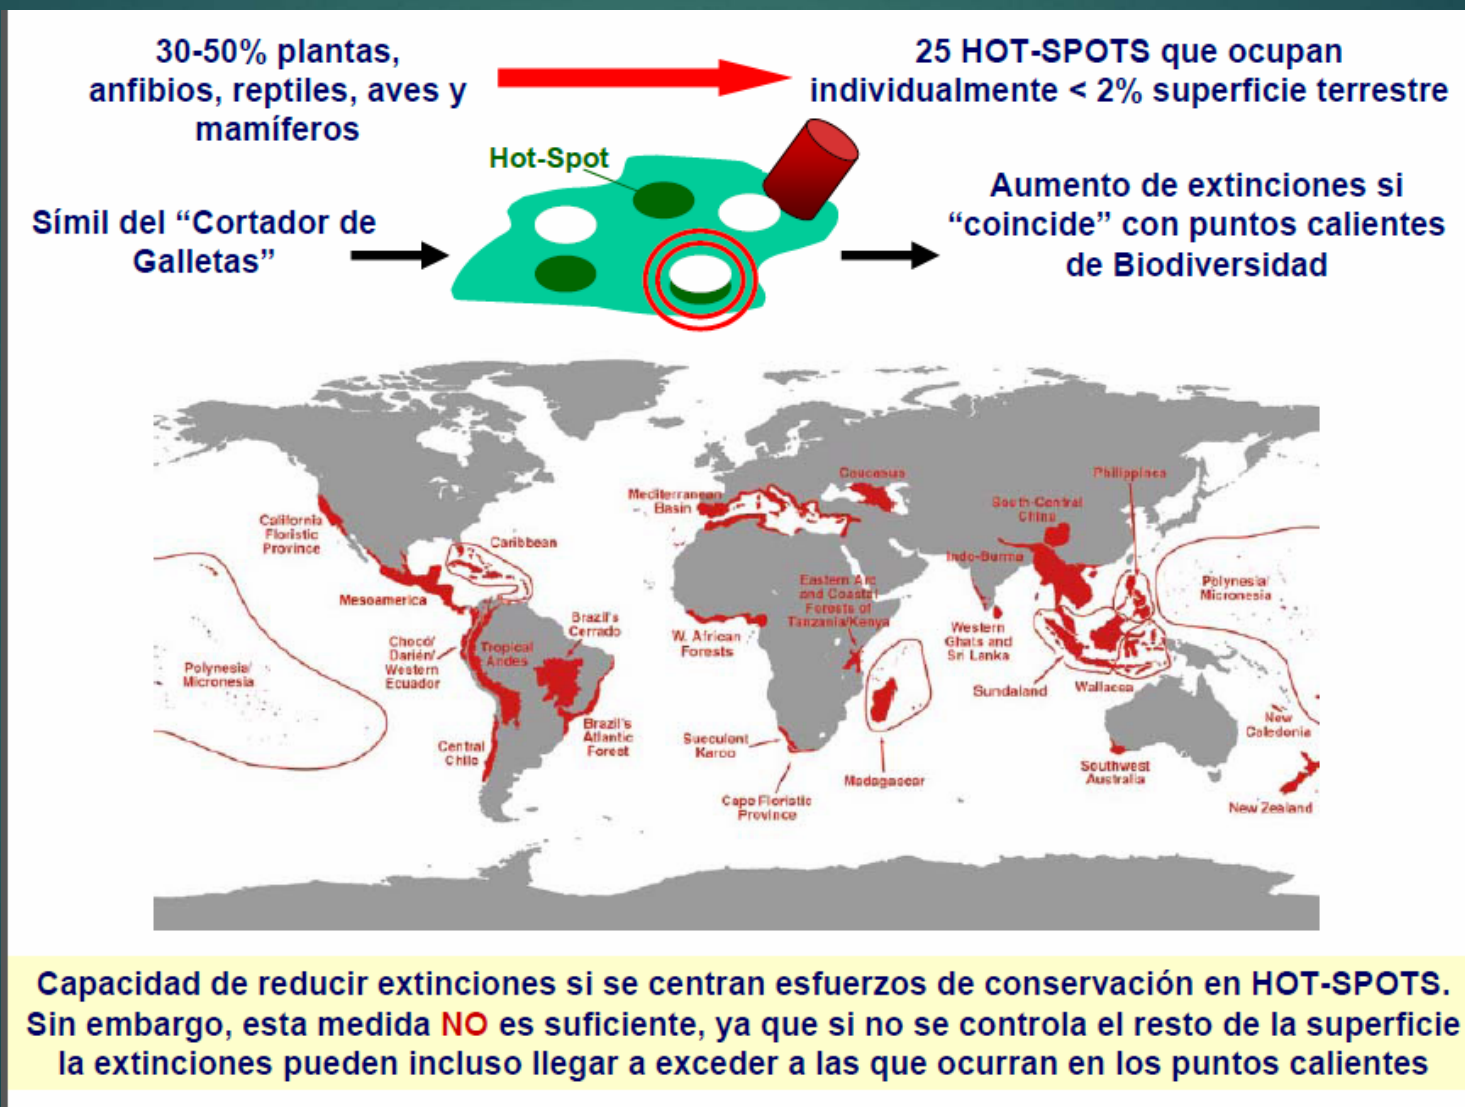 30-50% plantas,
anfibios, reptiles, aves y
mamíferos
25 HOT-SPOTS que ocupan
individualmente < 2% superficie terrestre
Hot-Spot
Símil del “Cortador de
Galletas”
Aumento de extinciones si
“coincide” con puntos calientes
de Biodiversidad
California
Floristic
Province
Caribbean
Mesoamerica
Polynesia/
Micronesia
Chocó/
Darién/
Western
Ecuador
Tropical
Andes
Brazil's
Cerrado
Central
Chile
Brazil's
Atlantic
Forest
Mediterranean
Basin
Caucasus
W. African
Forests
Eastern Arc
and Coastal
Forests of
Tanzania/Kenya
Succulent
Karoo
Cape Floristic
Province
Madagascar
Philippines
South-Central
China
Indo-Burma
Western
Ghats and
Sri Lanka
Sundaland
Wallacea
Polynesia/
Micronesia
New
Caledonia
Southwest
Australia
New Zealand
Capacidad de reducir extinciones si se centran esfuerzos de conservación en HOT-SPOTS.
Sin embargo, esta medida NO es suficiente, ya que si no se controla el resto de la superficie
la extinciones pueden incluso llegar a exceder a las que ocurran en los puntos calientes